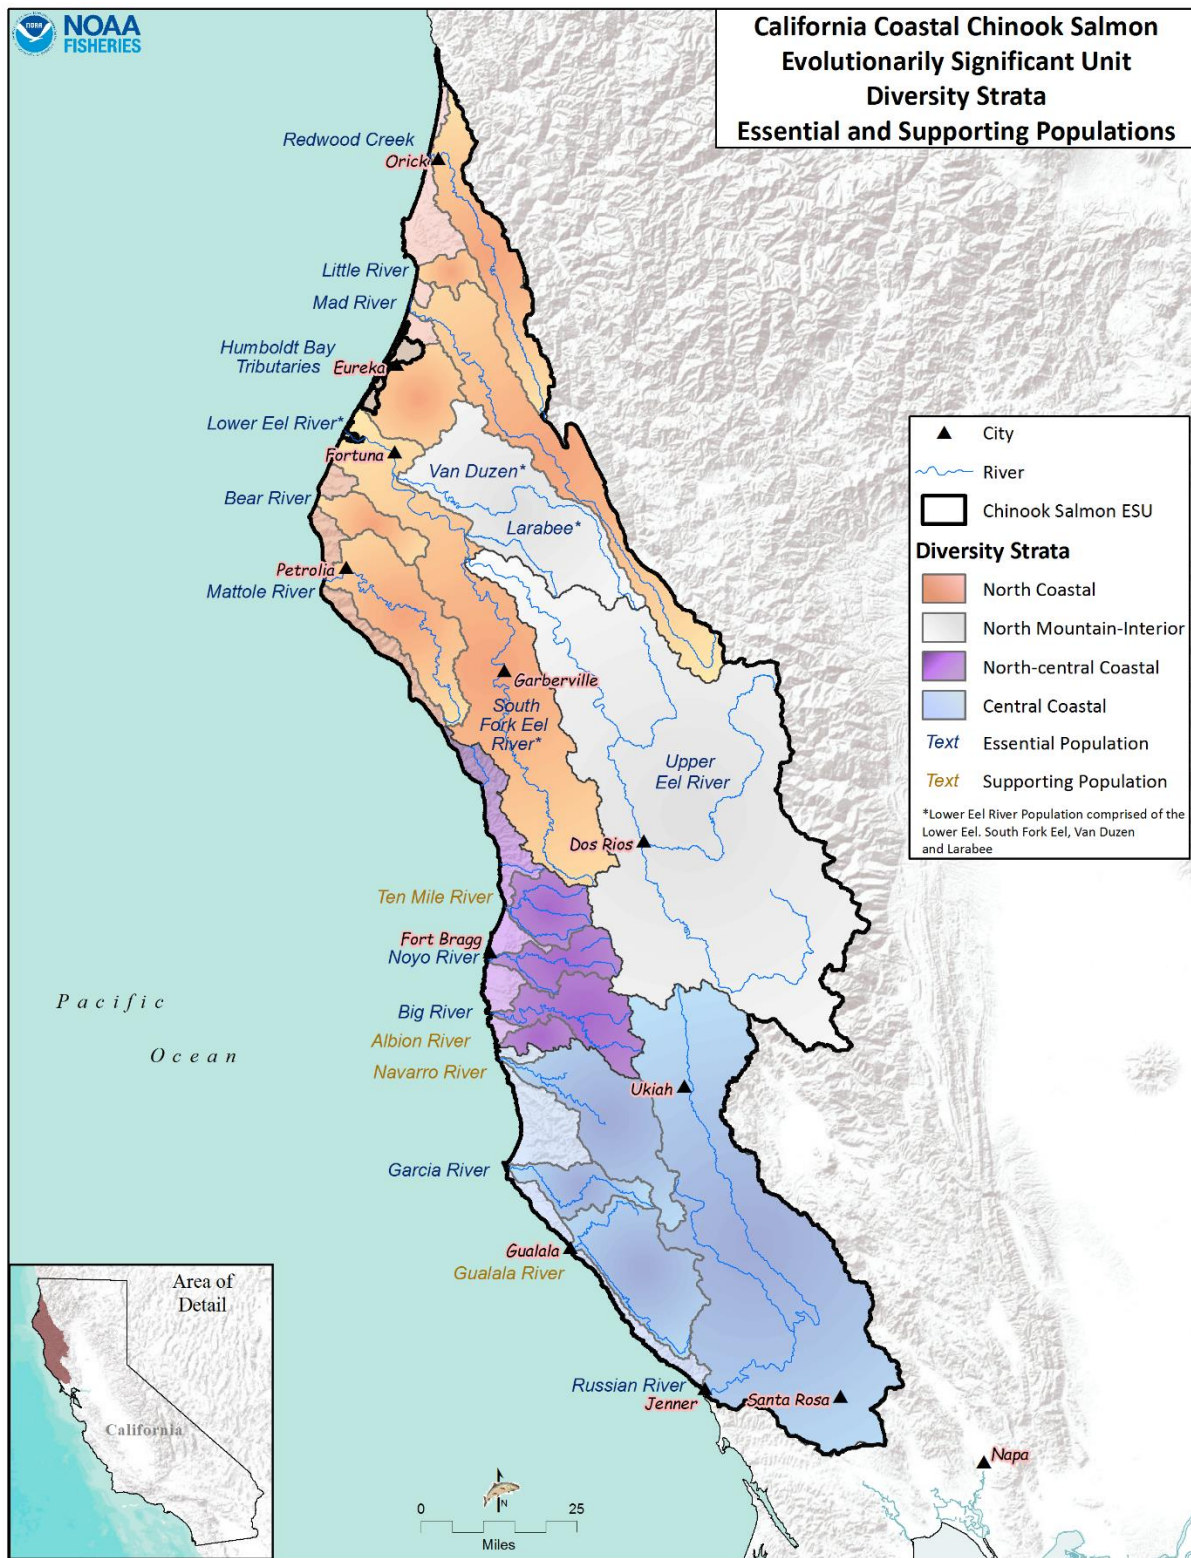 NOAA
FISHERIES
NOAA
California Coastal Chinook Salmon
Evolutionarily Significant Unit
Diversity Strata
Essential and Supporting Populations
Redwood Creek
Orick
Little River
Mad River
Humboldt Bay
Tributaries
Eureka
Lower Eel River*
Fortuna
Van Duzen*
Bear River
Larabee*
Petrolia
Mattole River
Garberville
South
Fork Eel
River*
Upper
Eel River
Dos Rios
Ten Mile River
Fort Bragg
Noyo River
Big River
Albion River
Navarro River
Ukiah
Garcia River
Gualala
Gualala River
Russian River
Jenner
Santa Rosa
Napa
Pacific
Ocean
City
River
Chinook Salmon ESU
Diversity Strata
North Coastal
North Mountain-Interior
North-central Coastal
Central Coastal
Text Essential Population
Text Supporting Population
*Lower Eel River Population comprised of the
Lower Eel. South Fork Eel, Van Duzen
and Larabee
Area of
Detail
California
N
0 25
Miles